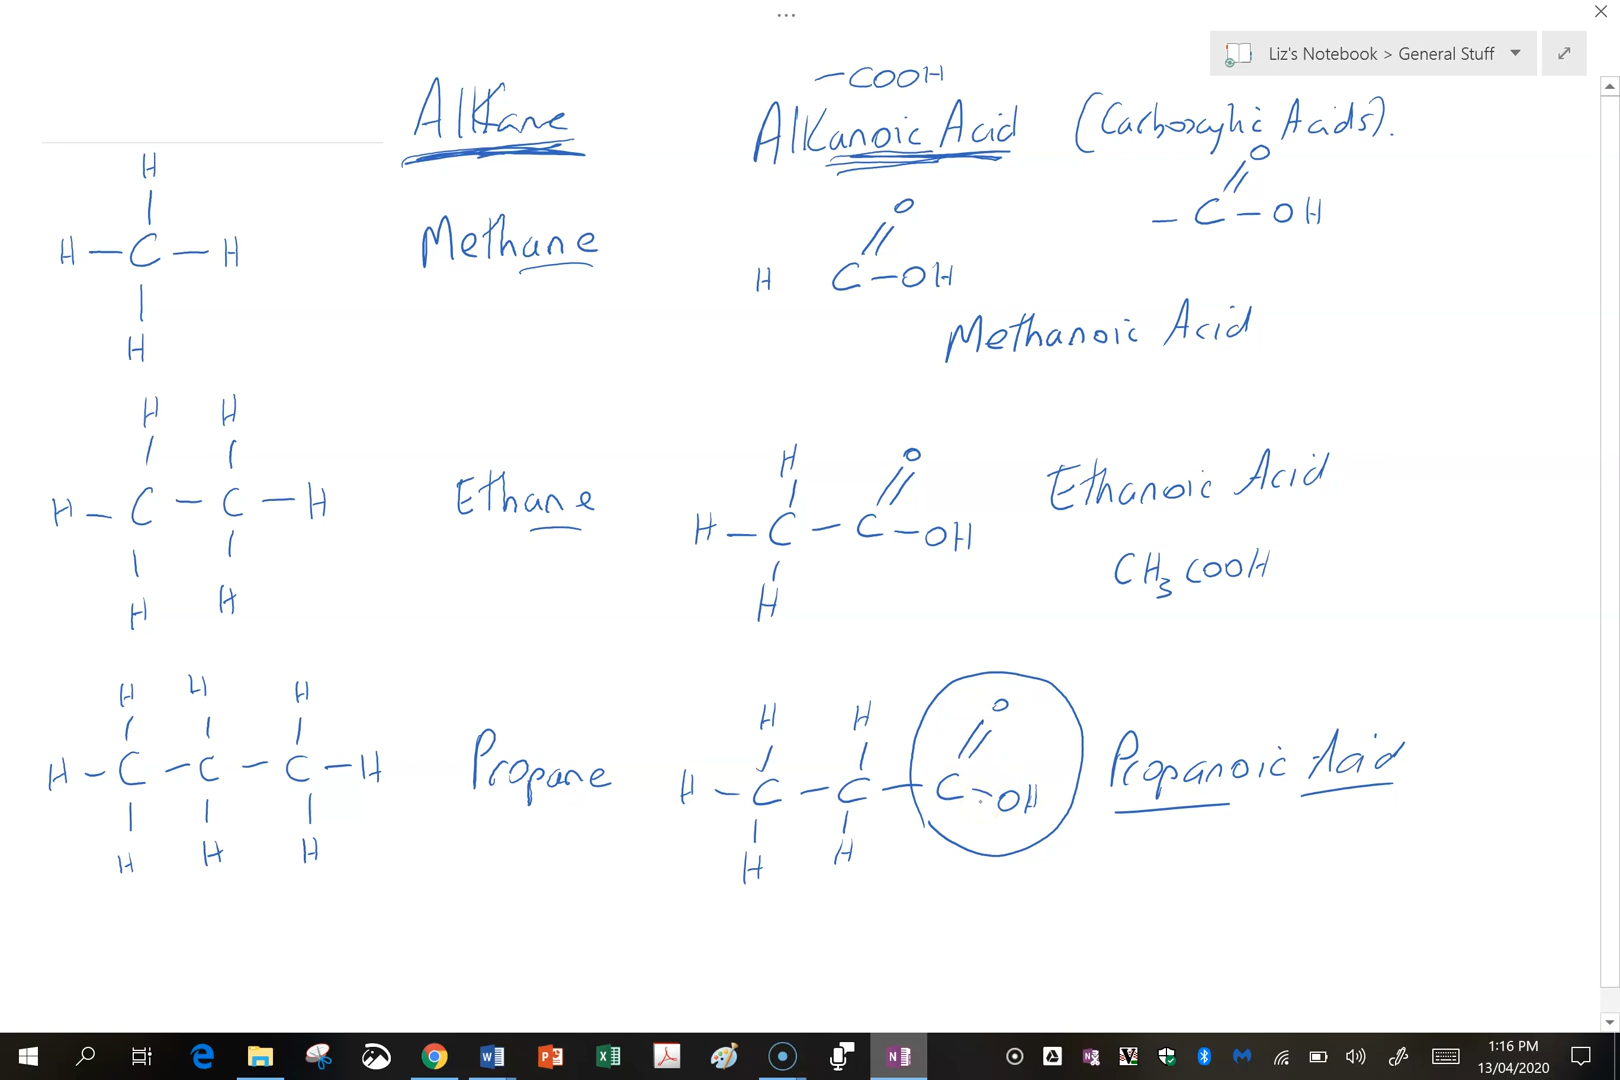 ...
Liz's Notebook > General Stuff
-COOH
Alkane
Alkanoic Acid (Carboxylic Acids).
O
H
O
- C - OH
Methane
H - C - H
H C - OH
H
Methanoic Acid
H H
H
O
Ethanoic Acid
H - C - C - H
Ethane
H - C - C - OH
CH3COOH
H H
H
H H H
H H
O
H - C - C - C - H
Propane
H - C - C - C - OH
Propanoic Acid
H H H
H H
1:16 PM
13/04/2020